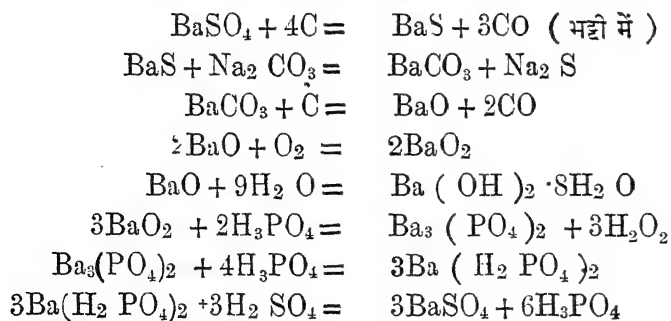 BaSO₄ + 4C = BaS + 3CO ( भट्टी में )
BaS + Na₂ CO₃ = BaCO₃ + Na₂ S
BaCO₃ + C = BaO + 2CO
2BaO + O₂ = 2BaO₂
BaO + 9H₂ O = Ba ( OH )₂ ·8H₂ O
3BaO₂ + 2H₃PO₄ = Ba₃ ( PO₄ )₂ + 3H₂O₂
Ba₃(PO₄)₂ + 4H₃PO₄ = 3Ba ( H₂ PO₄ )₂
3Ba(H₂ PO₄)₂ +3H₂ SO₄ = 3BaSO₄ + 6H₃PO₄